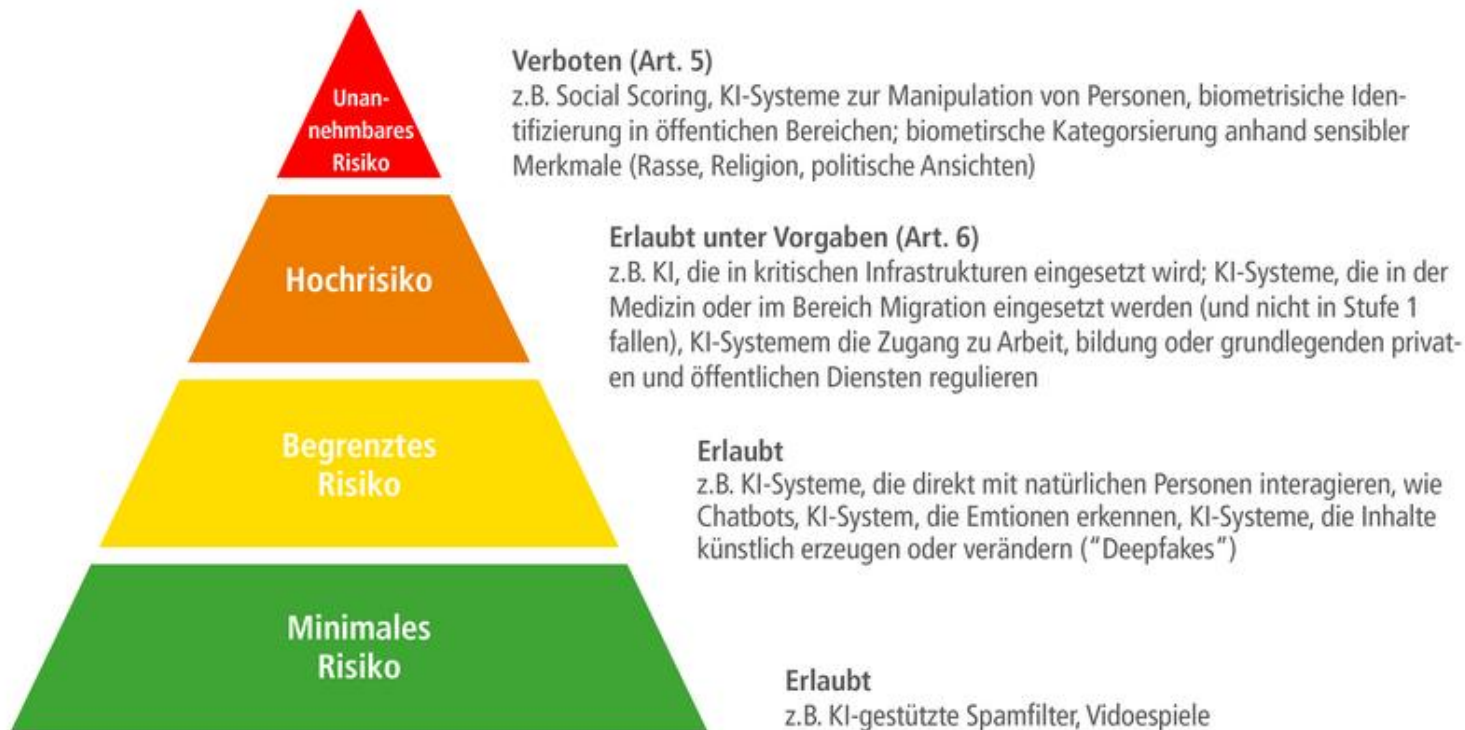 Unan-
nehmbares
Risiko
Verboten (Art. 5)
z.B. Social Scoring, KI-Systeme zur Manipulation von Personen, biometrisiche Iden-
tifizierung in öffentichen Bereichen; biometirsche Kategorsierung anhand sensibler
Merkmale (Rasse, Religion, politische Ansichten)
Hochrisiko
Erlaubt unter Vorgaben (Art. 6)
z.B. KI, die in kritischen Infrastrukturen eingesetzt wird; KI-Systeme, die in der
Medizin oder im Bereich Migration eingesetzt werden (und nicht in Stufe 1
fallen), KI-Systemem die Zugang zu Arbeit, bildung oder grundlegenden privat-
en und öffentlichen Diensten regulieren
Begrenztes
Risiko
Erlaubt
z.B. KI-Systeme, die direkt mit natürlichen Personen interagieren, wie
Chatbots, KI-System, die Emtionen erkennen, KI-Systeme, die Inhalte
künstlich erzeugen oder verändern ("Deepfakes")
Minimales
Risiko
Erlaubt
z.B. KI-gestützte Spamfilter, Vidoespiele